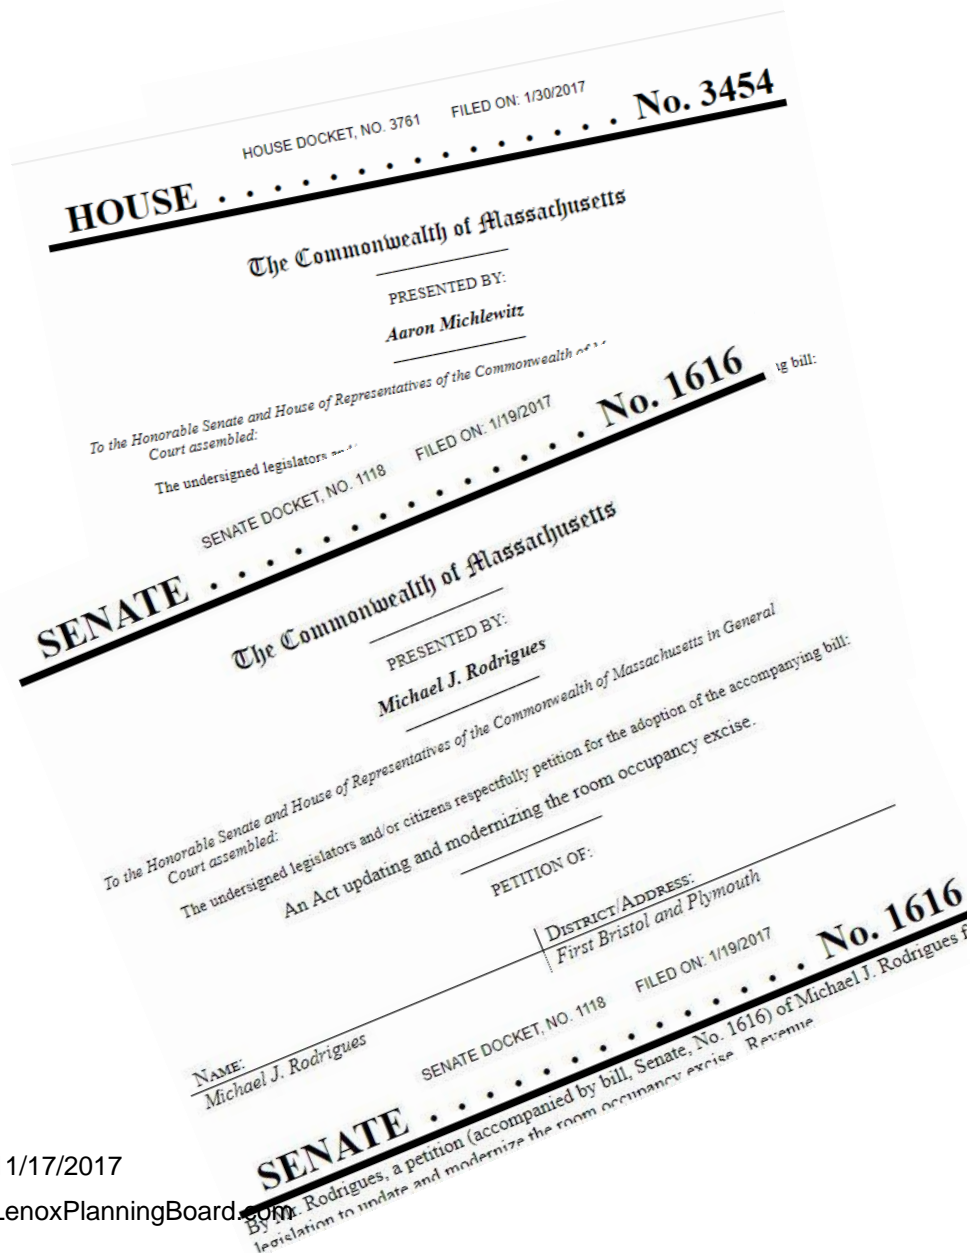 HOUSE DOCKET, NO. 3761 FILED ON: 1/30/2017
HOUSE . . . . . . . . . . . . . . . No. 3454
The Commonwealth of Massachusetts
PRESENTED BY:
Aaron Michlewitz
To the Honorable Senate and House of Representatives of the Commonwealth of
Court assembled:
The undersigned legislators bill:
SENATE DOCKET, NO. 1118 FILED ON: 1/19/2017
SENATE . . . . . . . . . . . . . . No. 1616
The Commonwealth of Massachusetts
PRESENTED BY:
Michael J. Rodrigues
To the Honorable Senate and House of Representatives of the Commonwealth of Massachusetts in General
Court assembled:
The undersigned legislators and/or citizens respectfully petition for the adoption of the accompanying bill:
An Act updating and modernizing the room occupancy excise.
PETITION OF:
NAME: DISTRICT/ADDRESS:
Michael J. Rodrigues First Bristol and Plymouth
SENATE DOCKET, NO. 1118 FILED ON: 1/19/2017
SENATE . . . . . . . . . . . . . . No. 1616
By Mr. Rodrigues, a petition (accompanied by bill, Senate, No. 1616) of Michael J. Rodrigues
legislation to update and modernize the room occupancy excise. Revenue
1/17/2017
LenoxPlanningBoard.com